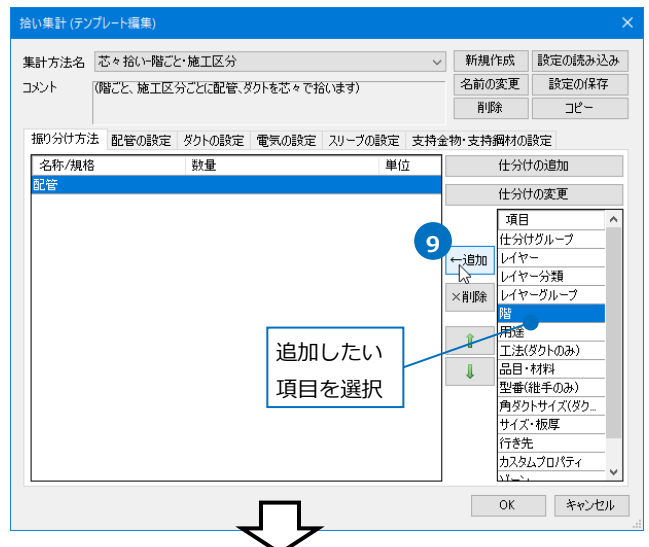 拾い集計 (テンプレート編集)
集計方法名 芯々拾い-階ごと・施工区分 新規作成 設定の読み込み
コメント (階ごと、施工区分ごとに配管、ダクトを芯々で拾います) 名前の変更 設定の保存
削除 コピー
振り分け方法 配管の設定 ダクトの設定 電気の設定 スリーブの設定 支持金物・支持鋼材の設定
名称/規格 数量 単位 仕分けの追加
配管 仕分けの変更
項目
仕分けグループ
9
←追加 レイヤー
レイヤー分類
×削除 レイヤーグループ
階
用途
工法(ダクトのみ)
品目・材料
型番(継手のみ)
角ダクトサイズ(ダク...
サイズ・板厚
行き先
カスタムプロパティ
追加したい
項目を選択
OK キャンセル